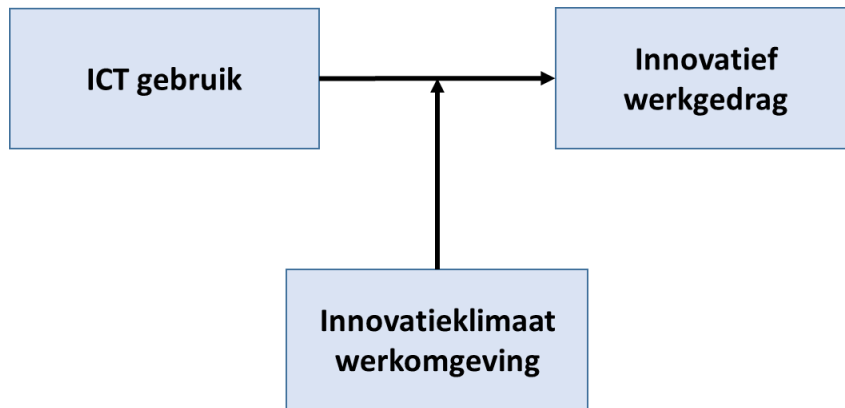 ICT gebruik
Innovatief
werkgedrag
Innovatieklimaat
werkomgeving